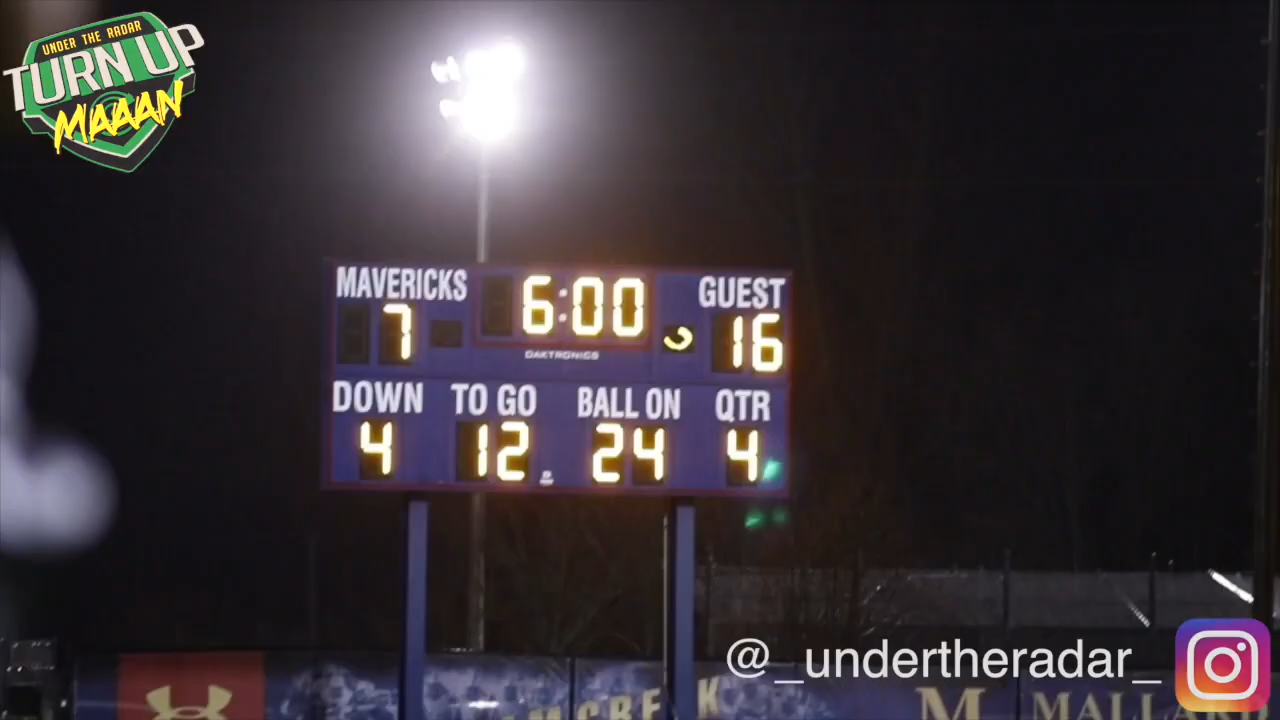 UNDER THE RADAR
TURN UP
MAAAN
MAVERICKS 6:00 GUEST
7 16
DAKTRONICS
DOWN TO GO BALL ON QTR
4 12 24 4
@_undertheradar_